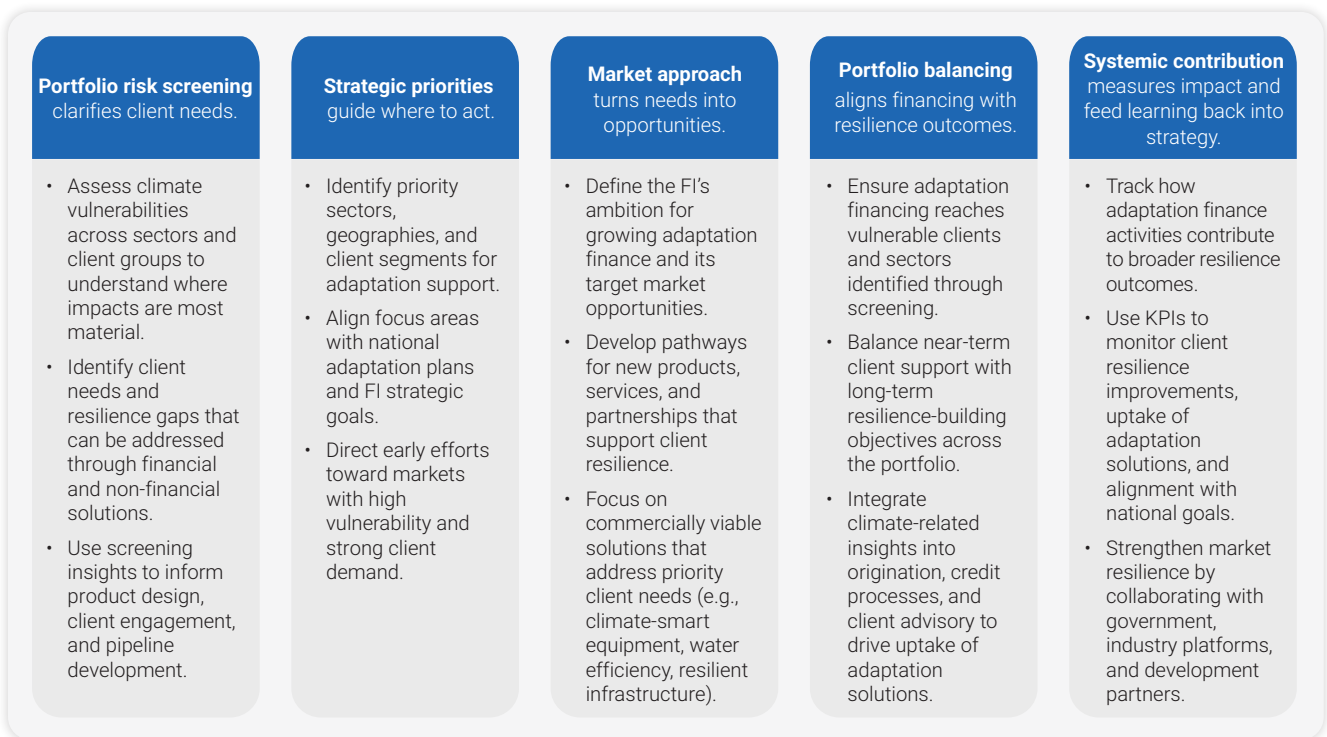 Portfolio risk screening
clarifies client needs.
• Assess climate
vulnerabilities
across sectors and
client groups to
understand where
impacts are most
material.
• Identify client
needs and
resilience gaps that
can be addressed
through financial
and non-financial
solutions.
• Use screening
insights to inform
product design,
client engagement,
and pipeline
development.
Strategic priorities
guide where to act.
• Identify priority
sectors,
geographies, and
client segments for
adaptation support.
• Align focus areas
with national
adaptation plans
and FI strategic
goals.
• Direct early efforts
toward markets
with high
vulnerability and
strong client
demand.
Market approach
turns needs into
opportunities.
• Define the FI's
ambition for
growing adaptation
finance and its
target market
opportunities.
• Develop pathways
for new products,
services, and
partnerships that
support client
resilience.
• Focus on
commercially viable
solutions that
address priority
client needs (e.g.,
climate-smart
equipment, water
efficiency, resilient
infrastructure).
Portfolio balancing
aligns financing with
resilience outcomes.
• Ensure adaptation
financing reaches
vulnerable clients
and sectors
identified through
screening.
• Balance near-term
client support with
long-term
resilience-building
objectives across
the portfolio.
• Integrate
climate-related
insights into
origination, credit
processes, and
client advisory to
drive uptake of
adaptation
solutions.
Systemic contribution
measures impact and
feed learning back into
strategy.
• Track how
adaptation finance
activities contribute
to broader resilience
outcomes.
• Use KPIs to
monitor client
resilience
improvements,
uptake of
adaptation
solutions, and
alignment with
national goals.
• Strengthen market
resilience by
collaborating with
government,
industry platforms,
and development
partners.